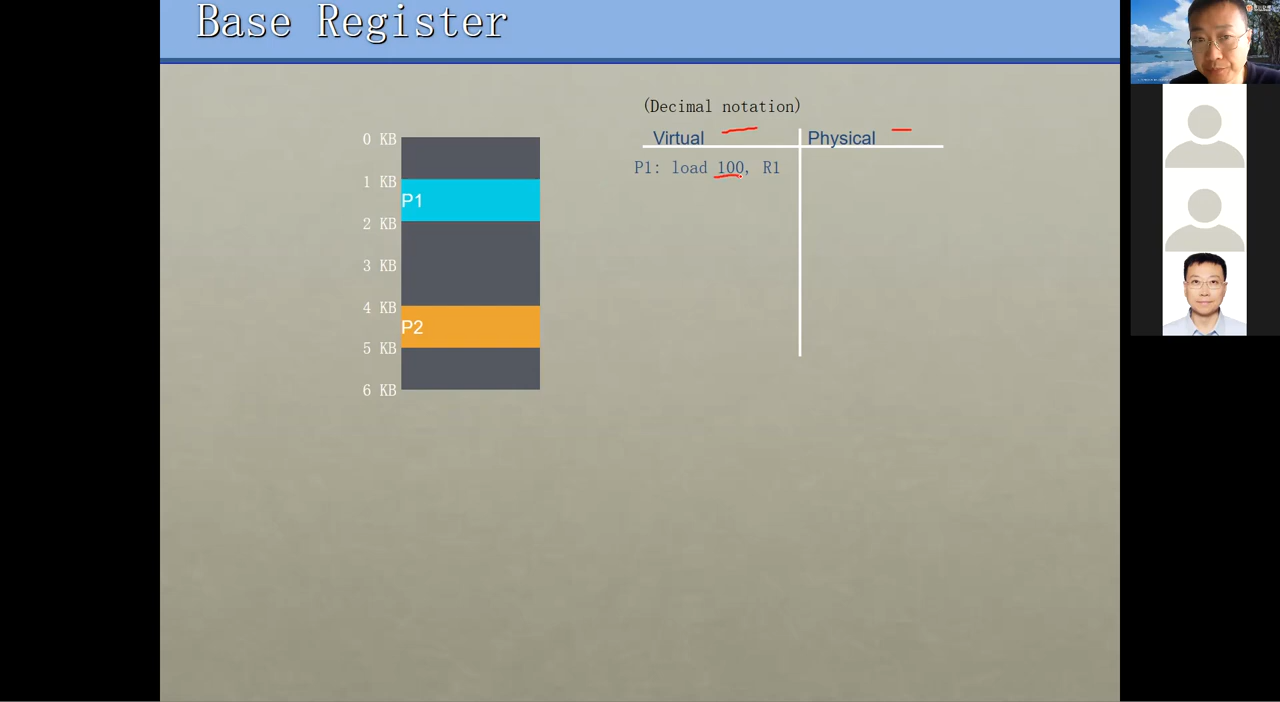 Base Register
(Decimal notation)
Virtual Physical
P1: load 100, R1
0 KB
1 KB
P1
2 KB
3 KB
4 KB
P2
5 KB
6 KB